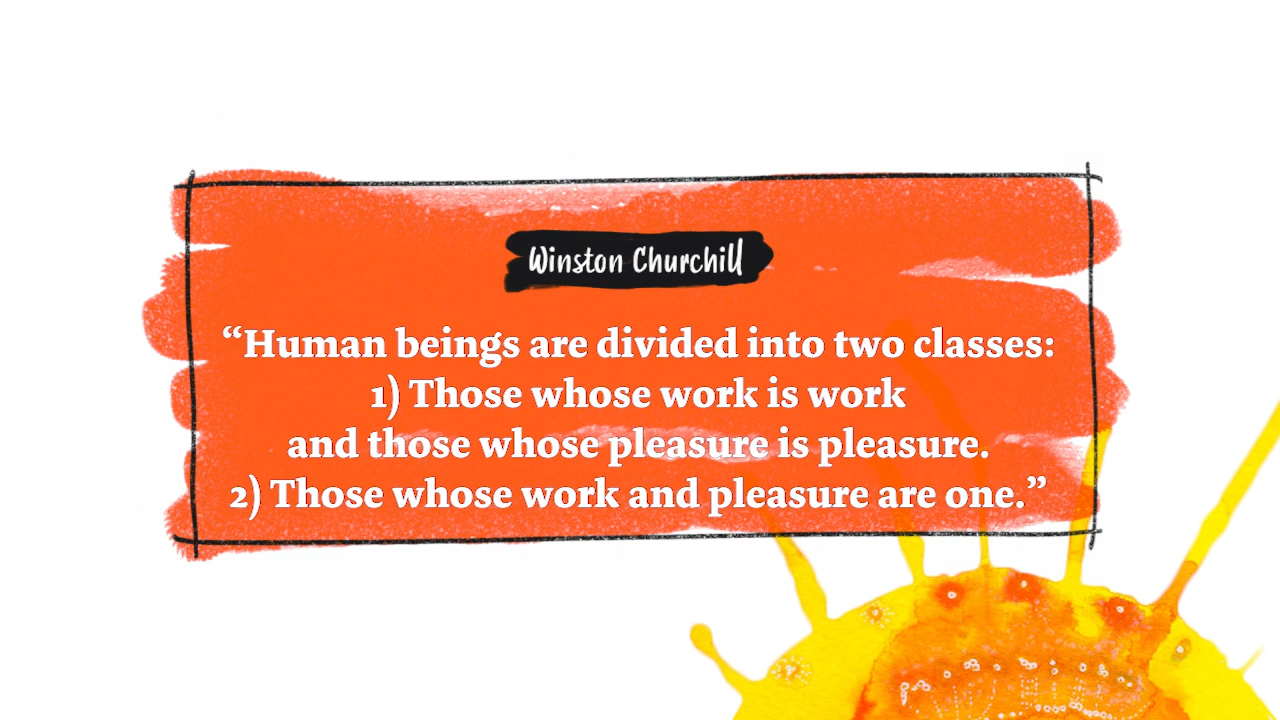 Winston Churchill
“Human beings are divided into two classes:
1) Those whose work is work
and those whose pleasure is pleasure.
2) Those whose work and pleasure are one.”